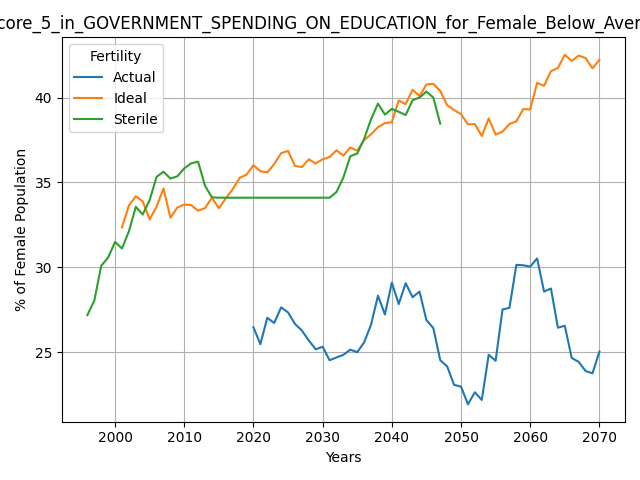 core_5_in_GOVERNMENT_SPENDING_ON_EDUCATION_for_Female_Below_Aver
Fertility
Actual
Ideal
Sterile
% of Female Population
40
35
30
25
2000 2010 2020 2030 2040 2050 2060 2070
Years